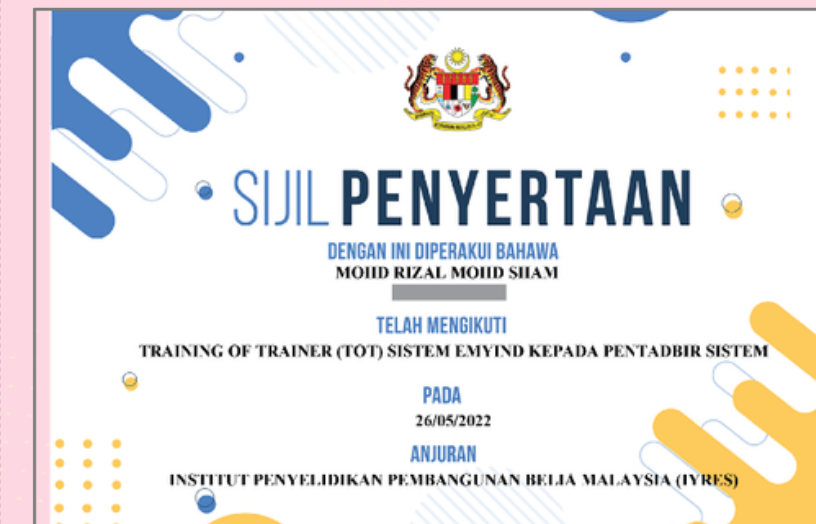 SIJIL PENYERTAAN
DENGAN INI DIPERAKUI BAHAWA
MOHD RIZAL MOHD SHAM
TELAH MENGIKUTI
TRAINING OF TRAINER (TOT) SISTEM EMYIND KEPADA PENTADBIR SISTEM
PADA
26/05/2022
ANJURAN
INSTITUT PENYELIDIKAN PEMBANGUNAN BELIA MALAYSIA (IYRES)